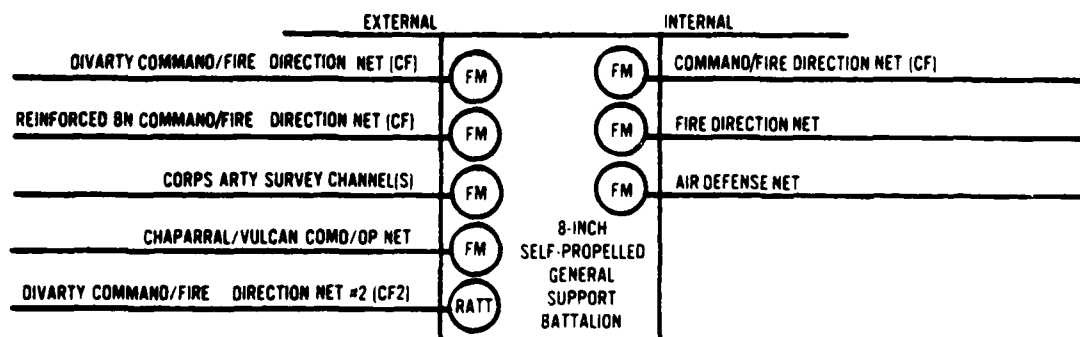 EXTERNAL INTERNAL
DIVARTY COMMAND/FIRE DIRECTION NET (CF) FM FM COMMAND/FIRE DIRECTION NET (CF)
REINFORCED BN COMMAND/FIRE DIRECTION NET (CF) FM FM FIRE DIRECTION NET
CORPS ARTY SURVEY CHANNEL(S) FM FM AIR DEFENSE NET
CHAPARRAL/VULCAN COMD/OP NET FM
DIVARTY COMMAND/FIRE DIRECTION NET #2 (CF2) RATT
8-INCH
SELF-PROPELLED
GENERAL
SUPPORT
BATTALION